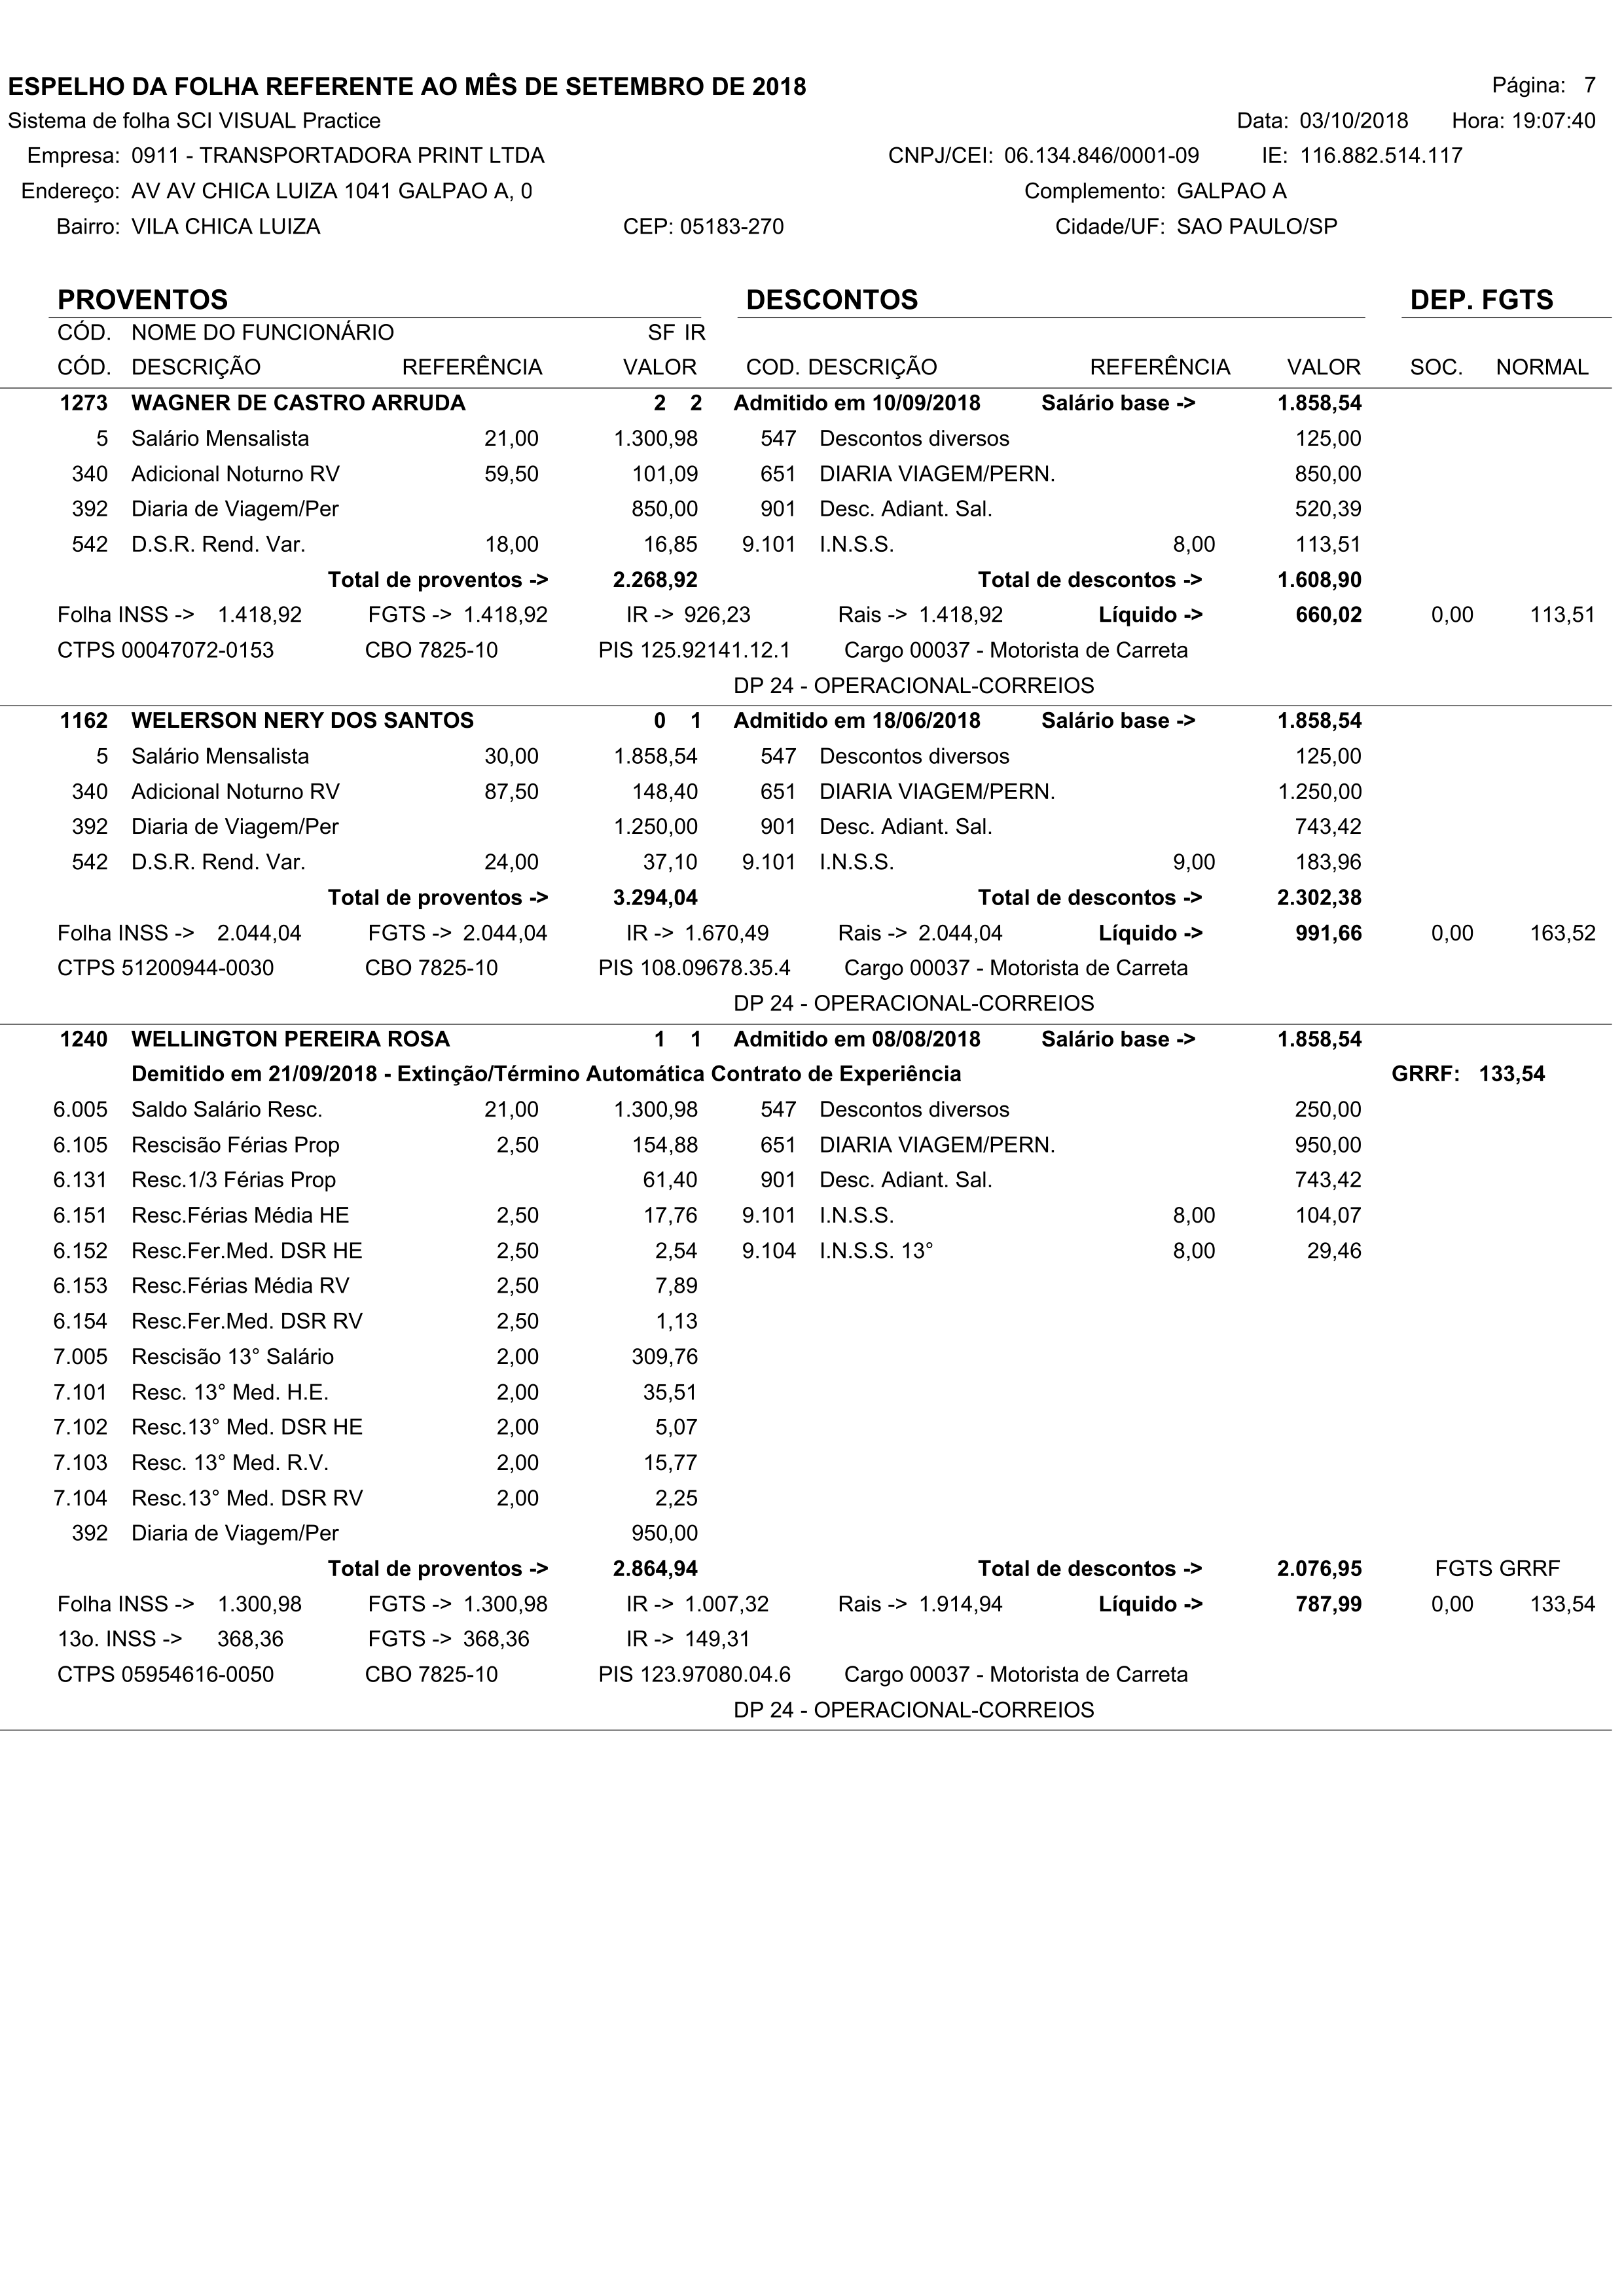 ESPELHO DA FOLHA REFERENTE AO MÊS DE SETEMBRO DE 2018 Página: 7
Sistema de folha SCI VISUAL Practice Data: 03/10/2018 Hora: 19:07:40
Empresa: 0911 - TRANSPORTADORA PRINT LTDA CNPJ/CEI: 06.134.846/0001-09 IE: 116.882.514.117
Endereço: AV AV CHICA LUIZA 1041 GALPAO A, 0 Complemento: GALPAO A
Bairro: VILA CHICA LUIZA CEP: 05183-270 Cidade/UF: SAO PAULO/SP
PROVENTOS DESCONTOS DEP. FGTS
CÓD. NOME DO FUNCIONÁRIO SF IR
CÓD. DESCRIÇÃO REFERÊNCIA VALOR COD. DESCRIÇÃO REFERÊNCIA VALOR SOC. NORMAL
1273 WAGNER DE CASTRO ARRUDA 2 2 Admitido em 10/09/2018 Salário base -> 1.858,54
5 Salário Mensalista 21,00 1.300,98 547 Descontos diversos 125,00
340 Adicional Noturno RV 59,50 101,09 651 DIARIA VIAGEM/PERN. 850,00
392 Diaria de Viagem/Per 850,00 901 Desc. Adiant. Sal. 520,39
542 D.S.R. Rend. Var. 18,00 16,85 9.101 I.N.S.S. 8,00 113,51
Total de proventos -> 2.268,92 Total de descontos -> 1.608,90
Folha INSS -> 1.418,92 FGTS -> 1.418,92 IR -> 926,23 Rais -> 1.418,92 Líquido -> 660,02 0,00 113,51
CTPS 00047072-0153 CBO 7825-10 PIS 125.92141.12.1 Cargo 00037 - Motorista de Carreta
DP 24 - OPERACIONAL-CORREIOS
1162 WELERSON NERY DOS SANTOS 0 1 Admitido em 18/06/2018 Salário base -> 1.858,54
5 Salário Mensalista 30,00 1.858,54 547 Descontos diversos 125,00
340 Adicional Noturno RV 87,50 148,40 651 DIARIA VIAGEM/PERN. 1.250,00
392 Diaria de Viagem/Per 1.250,00 901 Desc. Adiant. Sal. 743,42
542 D.S.R. Rend. Var. 24,00 37,10 9.101 I.N.S.S. 9,00 183,96
Total de proventos -> 3.294,04 Total de descontos -> 2.302,38
Folha INSS -> 2.044,04 FGTS -> 2.044,04 IR -> 1.670,49 Rais -> 2.044,04 Líquido -> 991,66 0,00 163,52
CTPS 51200944-0030 CBO 7825-10 PIS 108.09678.35.4 Cargo 00037 - Motorista de Carreta
DP 24 - OPERACIONAL-CORREIOS
1240 WELLINGTON PEREIRA ROSA 1 1 Admitido em 08/08/2018 Salário base -> 1.858,54
Demitido em 21/09/2018 - Extinção/Término Automática Contrato de Experiência GRRF: 133,54
6.005 Saldo Salário Resc. 21,00 1.300,98 547 Descontos diversos 250,00
6.105 Rescisão Férias Prop 2,50 154,88 651 DIARIA VIAGEM/PERN. 950,00
6.131 Resc.1/3 Férias Prop 61,40 901 Desc. Adiant. Sal. 743,42
6.151 Resc.Férias Média HE 2,50 17,76 9.101 I.N.S.S. 8,00 104,07
6.152 Resc.Fer.Med. DSR HE 2,50 2,54 9.104 I.N.S.S. 13° 8,00 29,46
6.153 Resc.Férias Média RV 2,50 7,89
6.154 Resc.Fer.Med. DSR RV 2,50 1,13
7.005 Rescisão 13° Salário 2,00 309,76
7.101 Resc. 13° Med. H.E. 2,00 35,51
7.102 Resc.13° Med. DSR HE 2,00 5,07
7.103 Resc. 13° Med. R.V. 2,00 15,77
7.104 Resc.13° Med. DSR RV 2,00 2,25
392 Diaria de Viagem/Per 950,00
Total de proventos -> 2.864,94 Total de descontos -> 2.076,95 FGTS GRRF
Folha INSS -> 1.300,98 FGTS -> 1.300,98 IR -> 1.007,32 Rais -> 1.914,94 Líquido -> 787,99 0,00 133,54
13o. INSS -> 368,36 FGTS -> 368,36 IR -> 149,31
CTPS 05954616-0050 CBO 7825-10 PIS 123.97080.04.6 Cargo 00037 - Motorista de Carreta
DP 24 - OPERACIONAL-CORREIOS